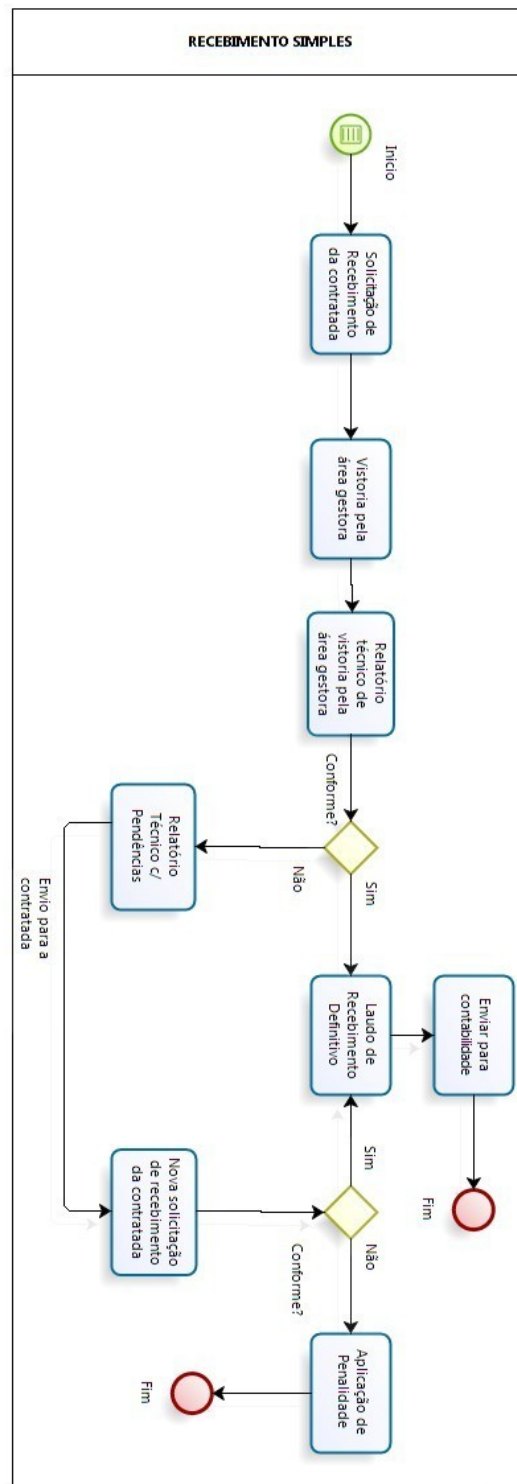 RECEBIMENTO SIMPLES
Inicio
Solicitação de
Recebimento
da contratada
Vistoria pela
área gestora
Relatório
técnico de
vistoria pela
área gestora
Conforme?
Sim
Não
Relatório
Técnico c/
Pendências
Envio para a
contratada
Laudo de
Recebimento
Definitivo
Enviar para
contabilidade
Fim
Nova solicitação
de recebimento
da contratada
Conforme?
Sim
Não
Aplicação de
Penalidade
Fim